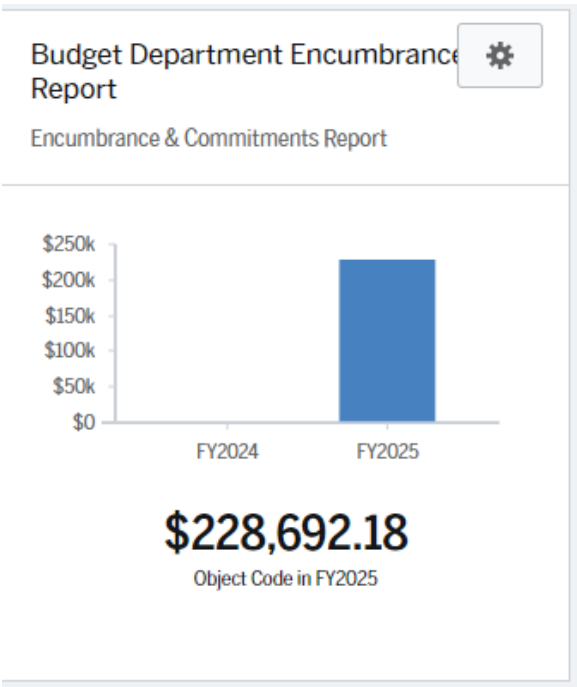 Budget Department Encumbrance
Report
Encumbrance & Commitments Report
$250k
$200k
$150k
$100k
$50k
$0
FY2024 FY2025
$228,692.18
Object Code in FY2025